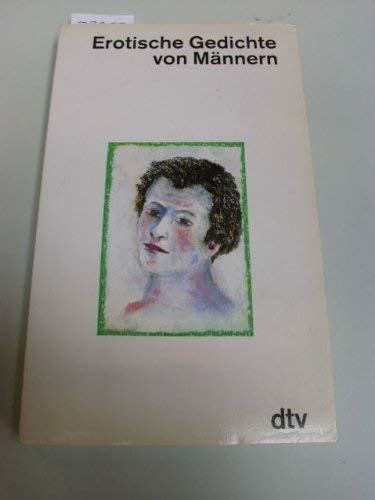 Erotische Gedichte
von Männern
dtv